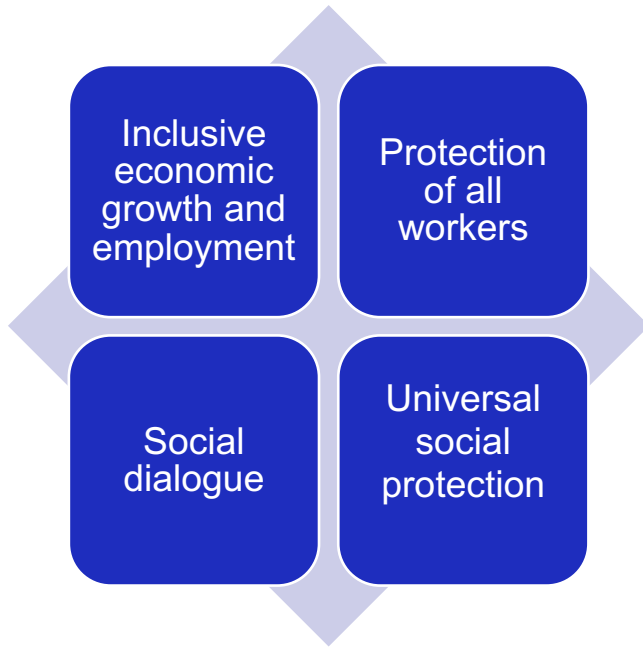 Inclusive
economic
growth and
employment
Protection
of all
workers
Social
dialogue
Universal
social
protection